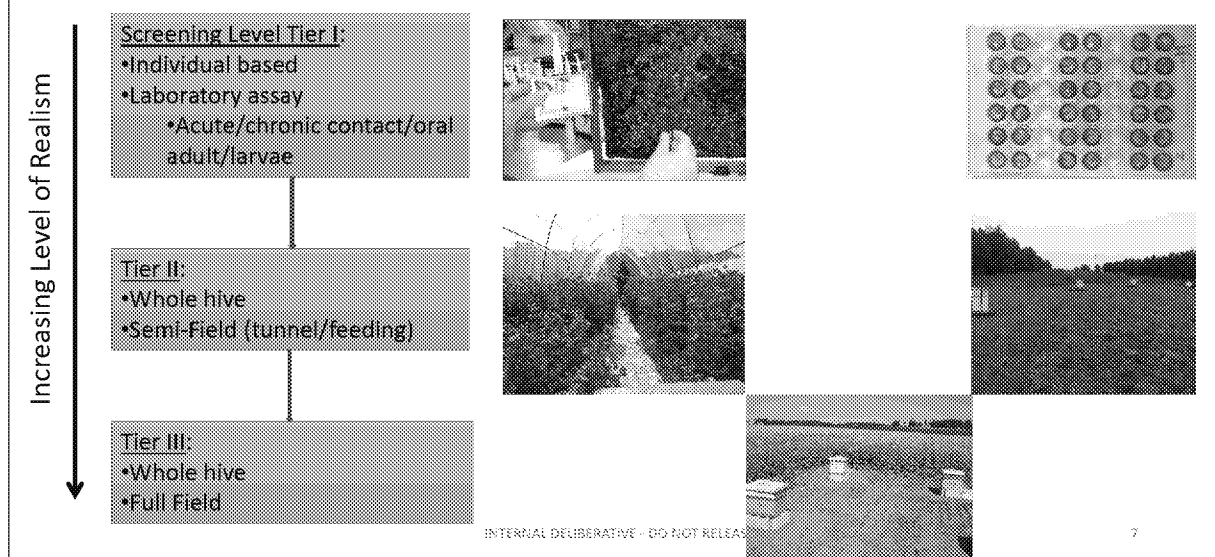 Increasing Level of Realism
Screening Level Tier I:
•Individual based
•Laboratory assay
•Acute/chronic contact/oral
adult/larvae
Tier II:
•Whole hive
•Semi-Field (tunnel/feeding)
Tier III:
•Whole hive
•Full Field
INTERNAL DELIBERATIVE - DO NOT RELEAS
7